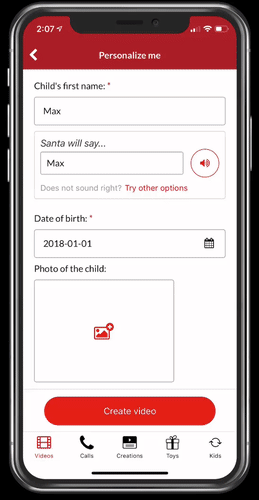 2:07
Personalize me
Child's first name: *
Max
Santa will say...
Max
Does not sound right? Try other options
Date of birth: *
2018-01-01
Photo of the child:
Create video
Videos Calls Creations Toys Kids